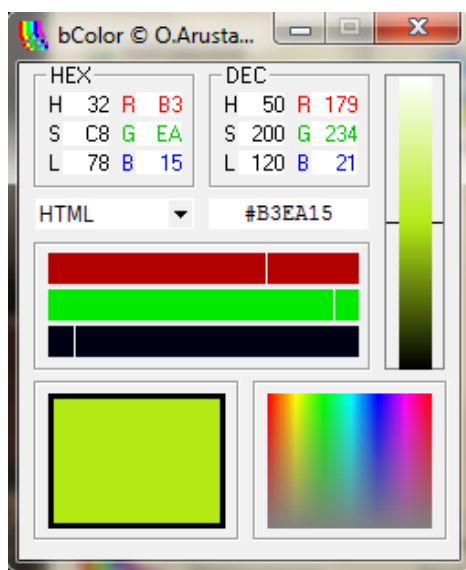 bColor © O.Arusta...
HEX DEC
H 32 R B3 H 50 R 179
S C8 G EA S 200 G 234
L 78 B 15 L 120 B 21
HTML #B3EA15